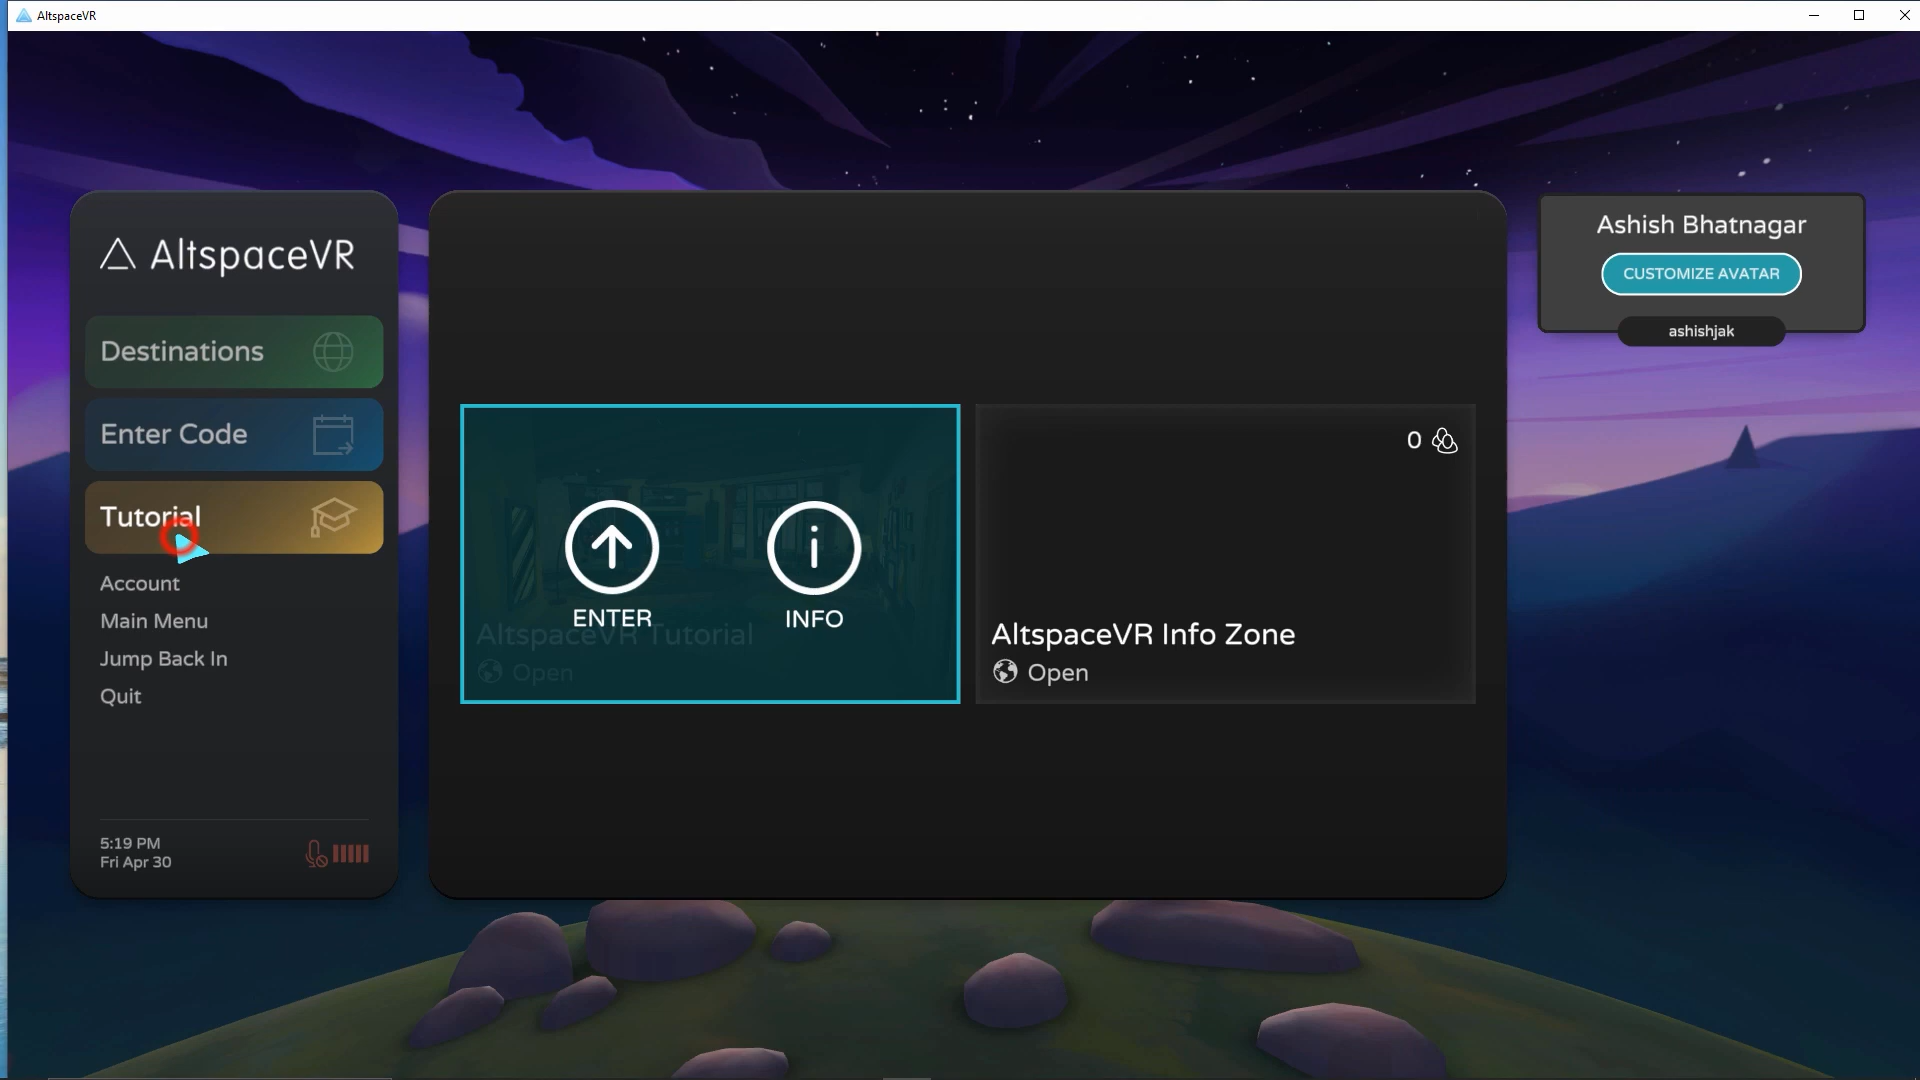 AltspaceVR
AltspaceVR
Destinations
Enter Code
Tutorial
Account
Main Menu
Jump Back In
Quit
5:19 PM
Fri Apr 30
ENTER
INFO
AltspaceVR Tutorial
Open
0
AltspaceVR Info Zone
Open
Ashish Bhatnagar
CUSTOMIZE AVATAR
ashishjak